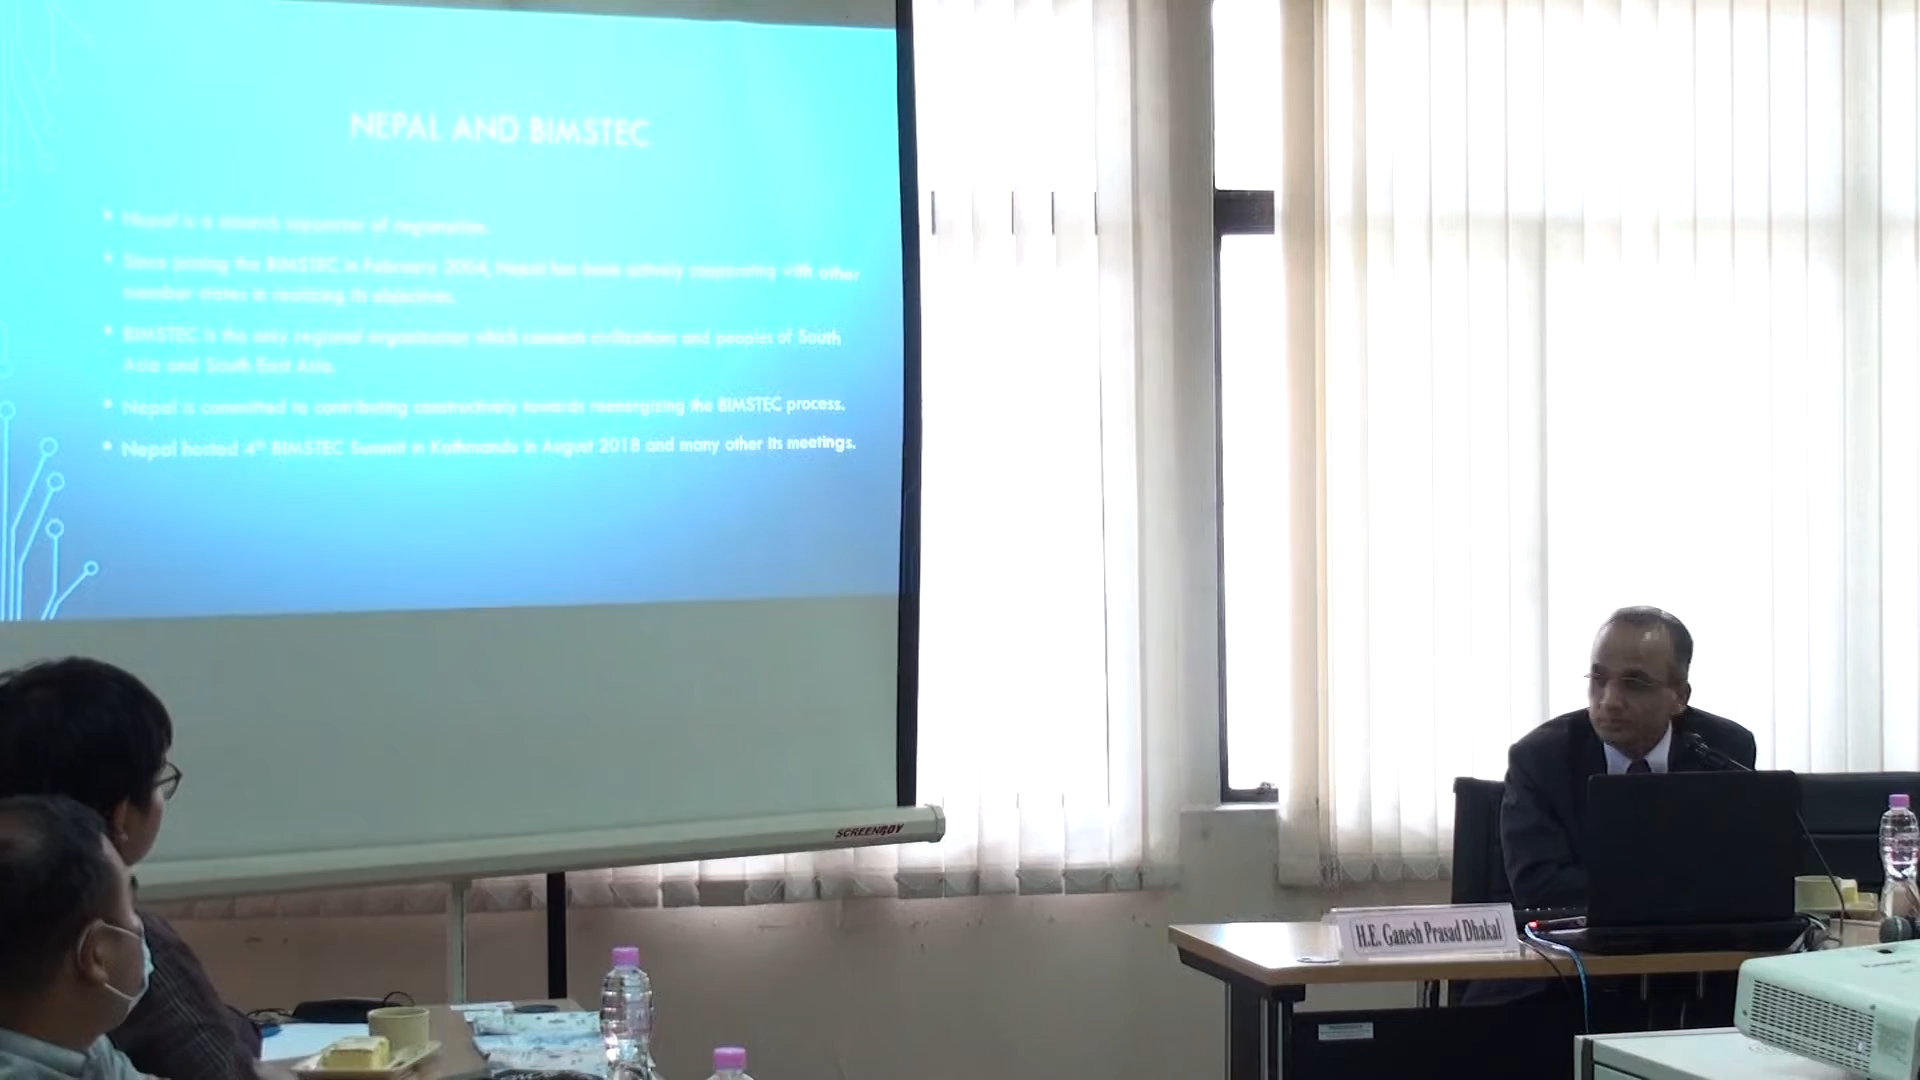 NEPAL AND BIMSTEC
• Nepal is a staunch supporter of regionalism.
• Since joining the BIMSTEC in February 2004, Nepal has been actively cooperating with other
member states in realizing its objectives.
• BIMSTEC is the only regional organization which connects civilizations and peoples of South
Asia and South East Asia.
• Nepal is committed to contributing constructively towards reenergizing the BIMSTEC process.
• Nepal hosted 4th BIMSTEC Summit in Kathmandu in August 2018 and many other its meetings.
SCREENBOY
H.E. Ganesh Prasad Dhakal